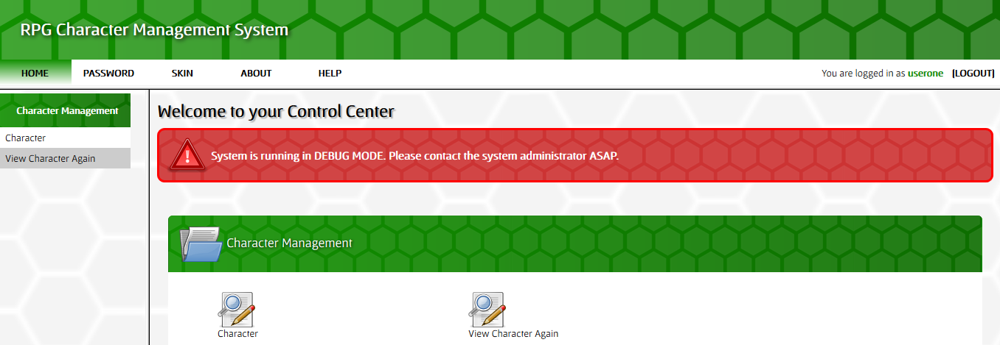 RPG Character Management System
HOME PASSWORD SKIN ABOUT HELP You are logged in as userone [LOGOUT]
Character Management
Character
View Character Again
Welcome to your Control Center
System is running in DEBUG MODE. Please contact the system administrator ASAP.
Character Management
Character View Character Again